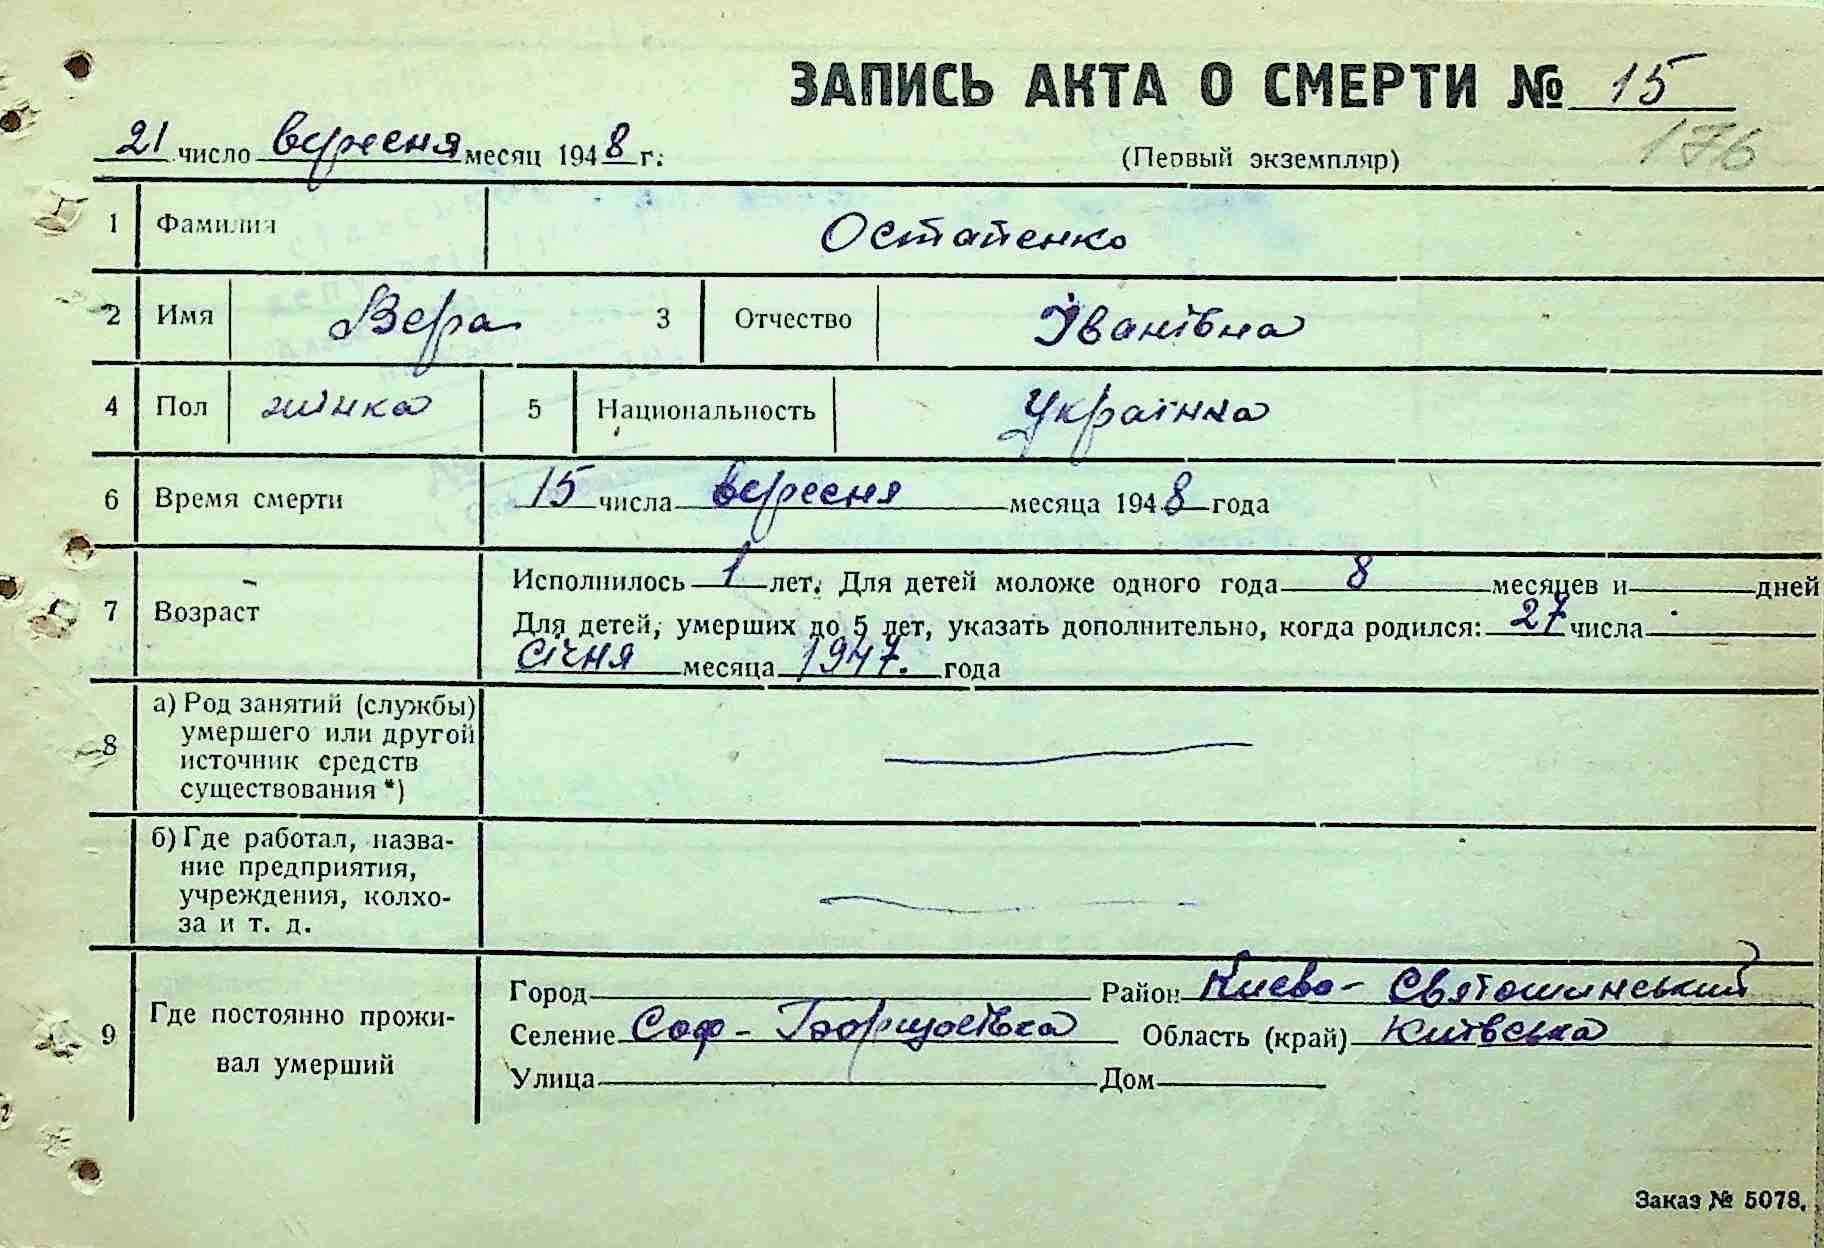 ЗАПИСЬ АКТА О СМЕРТИ № 15
176
21 число вересня месяц 1948 г.
(Первый экземпляр)
1 Фамилия Остапенко
2 Имя Вера 3 Отчество Іванівна
4 Пол жінка 5 Национальность українка
6 Время смерти 15 числа вересня месяца 1948 года
7 Возраст Исполнилось 1 лет. Для детей моложе одного года 8 месяцев и дней
Для детей, умерших до 5 лет, указать дополнительно, когда родился: 27 числа
січня месяца 1947. года
8 а) Род занятий (службы)
умершего или другой
источник средств
существования *)
б) Где работал, назва-
ние предприятия,
учреждения, колхо-
за и т. д.
9 Где постоянно прожи-
вал умерший
Город Район Києво-Святошинський
Селение Соф-Борщагівка Область (край) Київська
Улица Дом
Заказ № 5078.